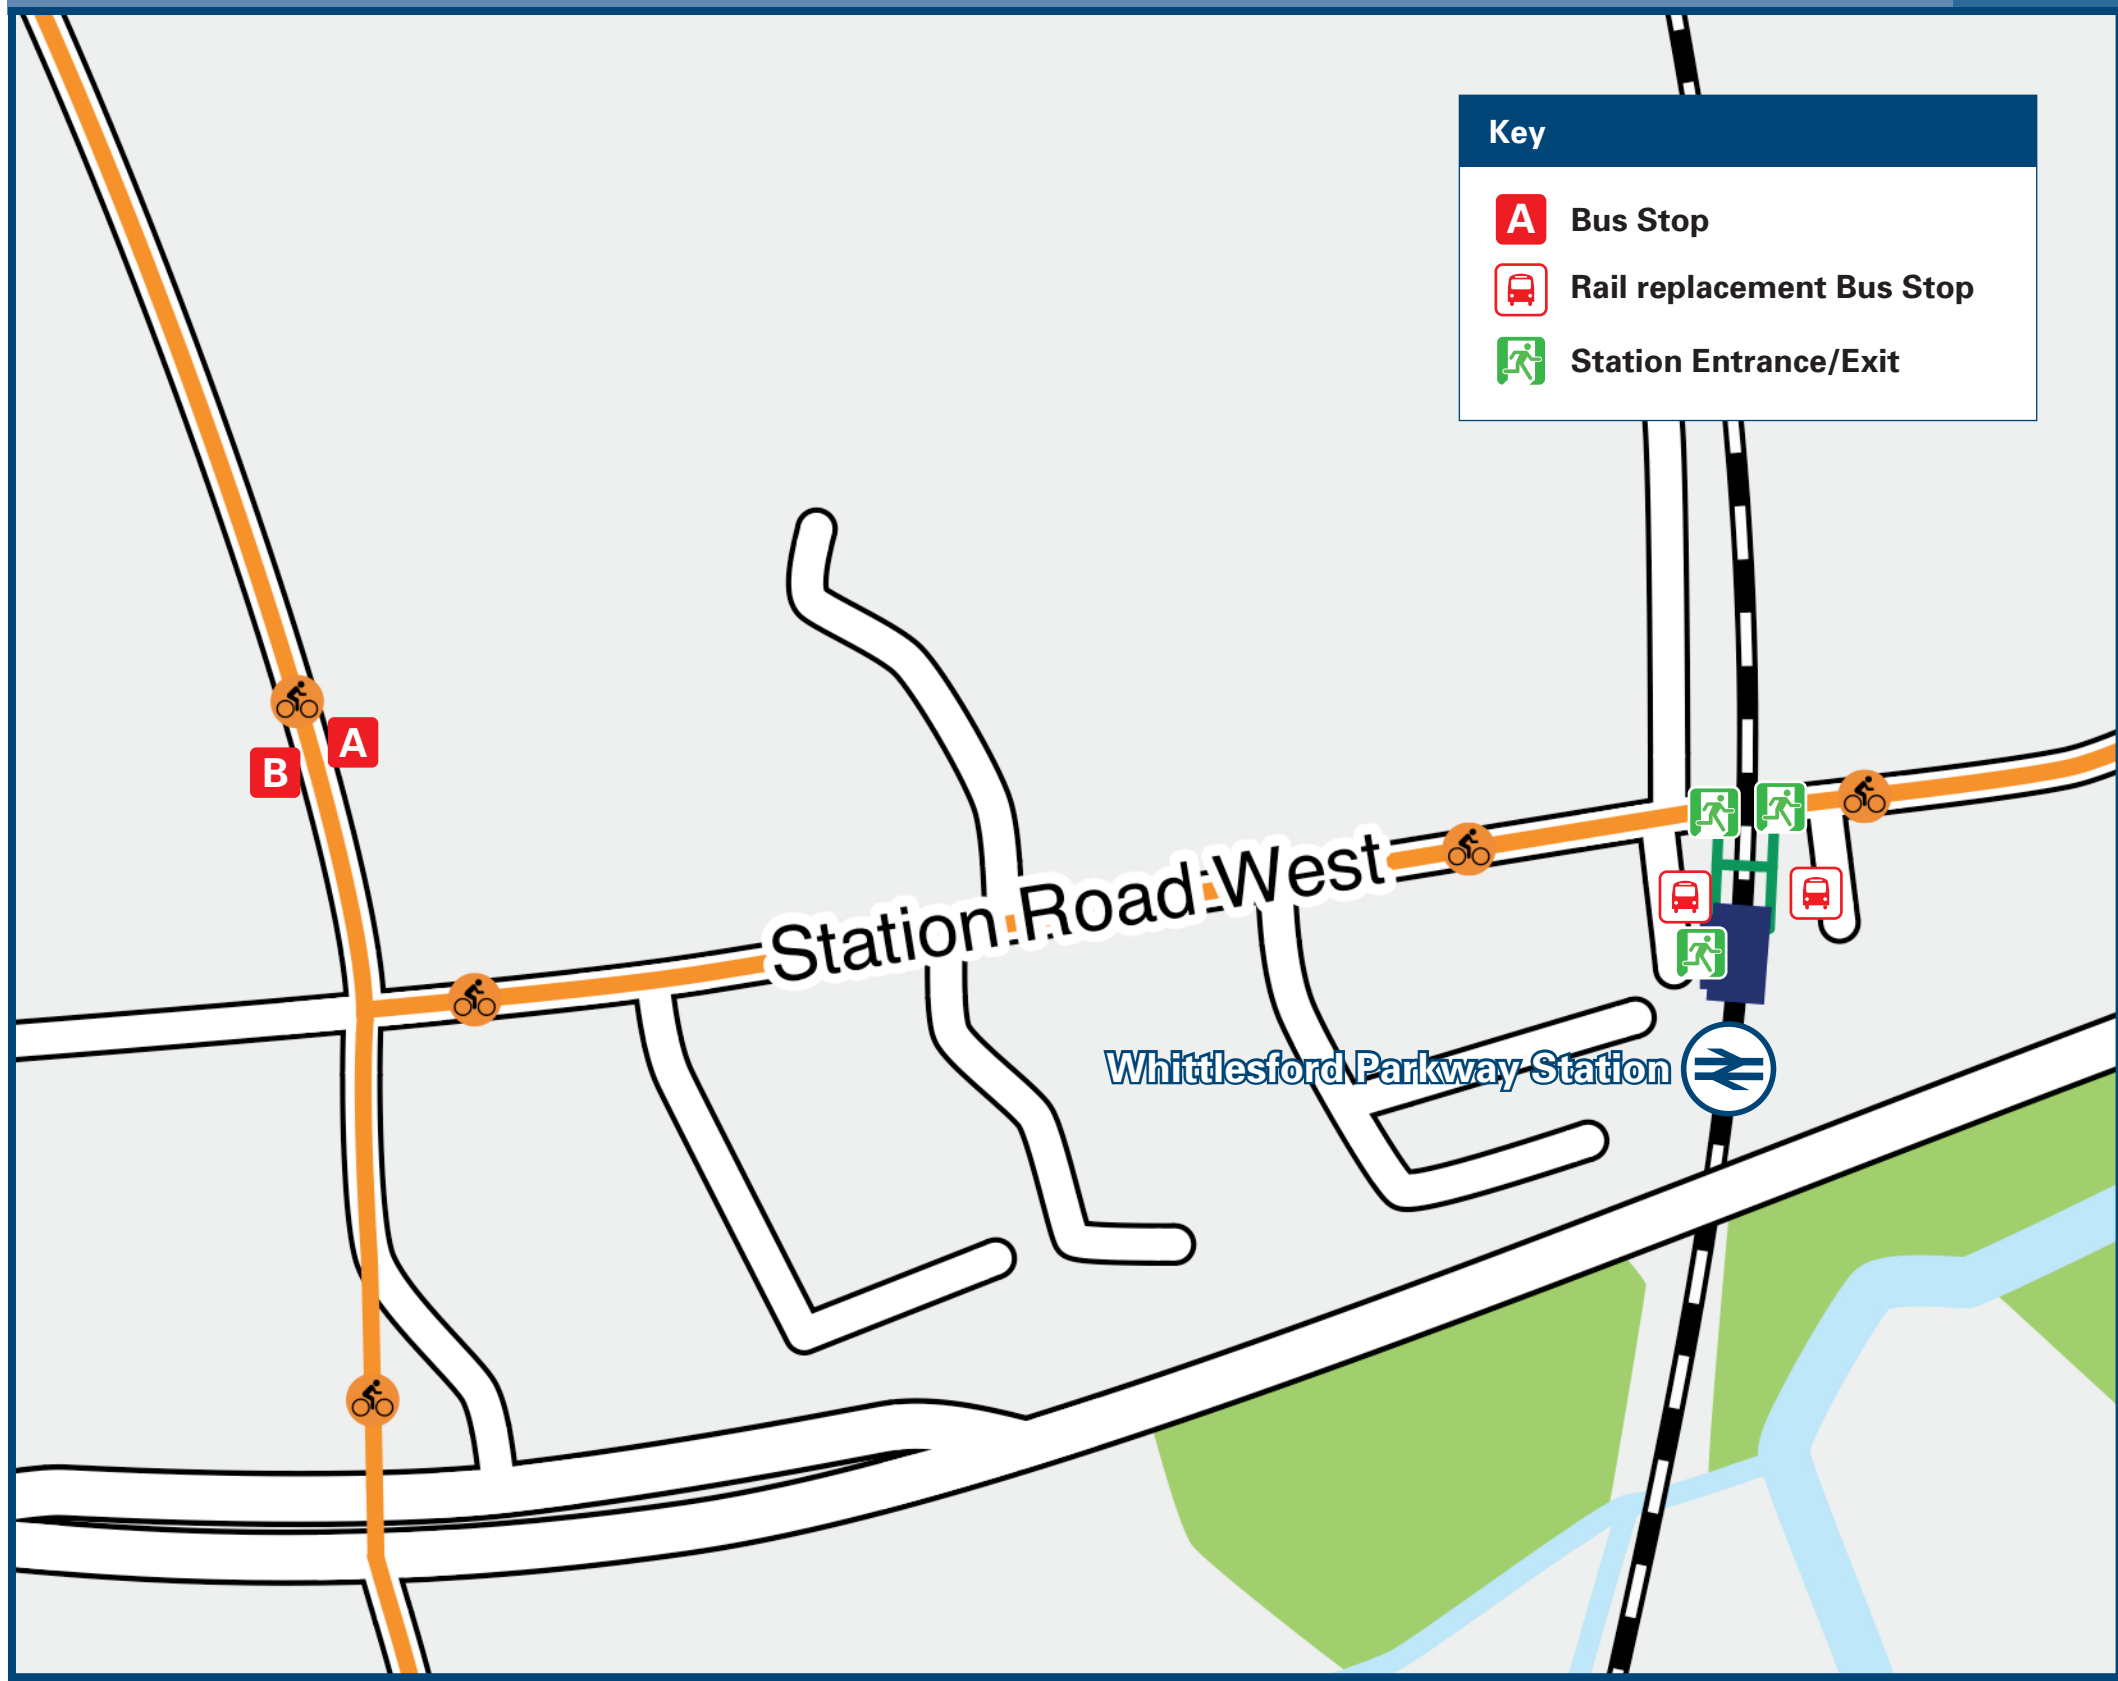 Key
A Bus Stop
Rail replacement Bus Stop
Station Entrance/Exit
A
B
Station Road West
Whittlesford Parkway Station